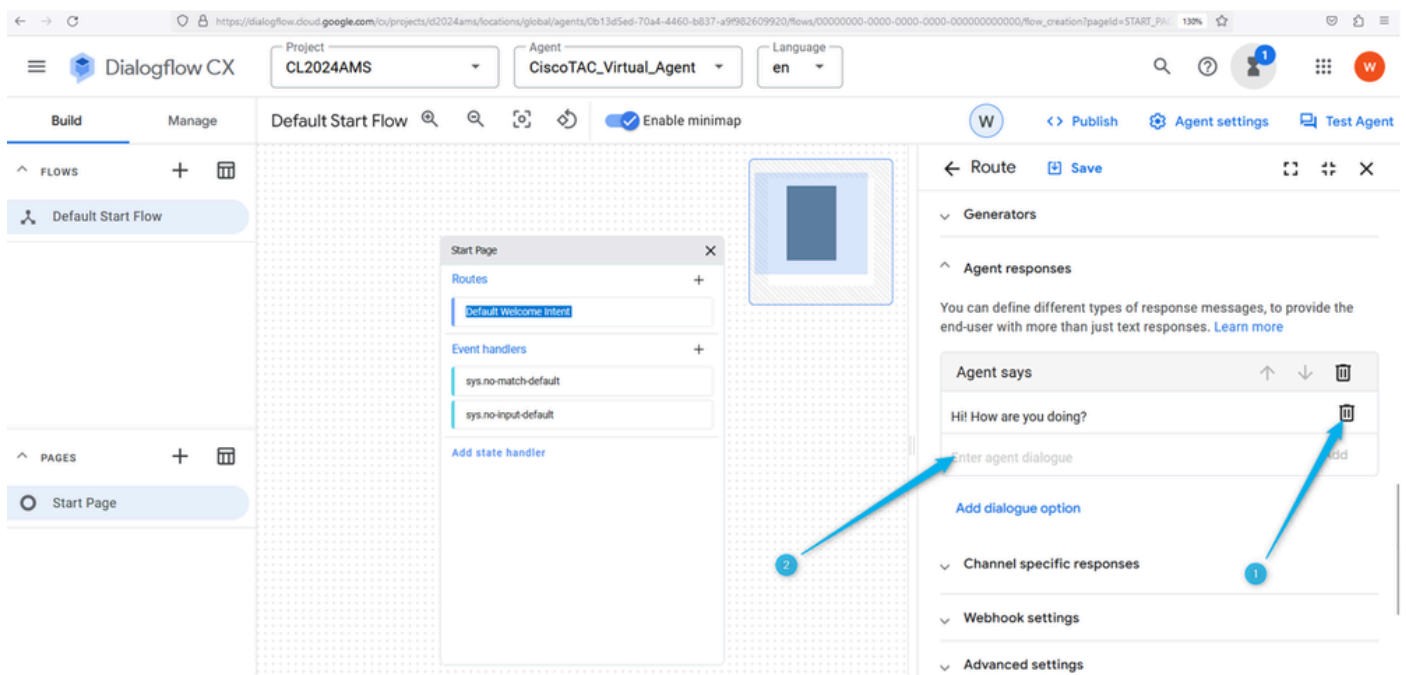 https://dialogflow.cloud.google.com/cx/projects/cl2024ams/locations/global/agents/0b13d5ed-70a4-4460-b837-a9f982609920/flows/00000000-0000-0000-0000-000000000000/flow_creation?pageId=START_PAG 130%
Dialogflow CX
Project
CL2024AMS
Agent
CiscoTAC_Virtual_Agent
Language
en
1
W
Build
Manage
Default Start Flow
Enable minimap
W
Publish
Agent settings
Test Agent
FLOWS
Default Start Flow
PAGES
Start Page
Start Page
Routes
Default Welcome Intent
Event handlers
sys.no-match-default
sys.no-input-default
Add state handler
Route
Save
Generators
Agent responses
You can define different types of response messages, to provide the
end-user with more than just text responses. Learn more
Agent says
Hi! How are you doing?
Enter agent dialogue
Add dialogue option
2
1
Channel specific responses
Webhook settings
Advanced settings